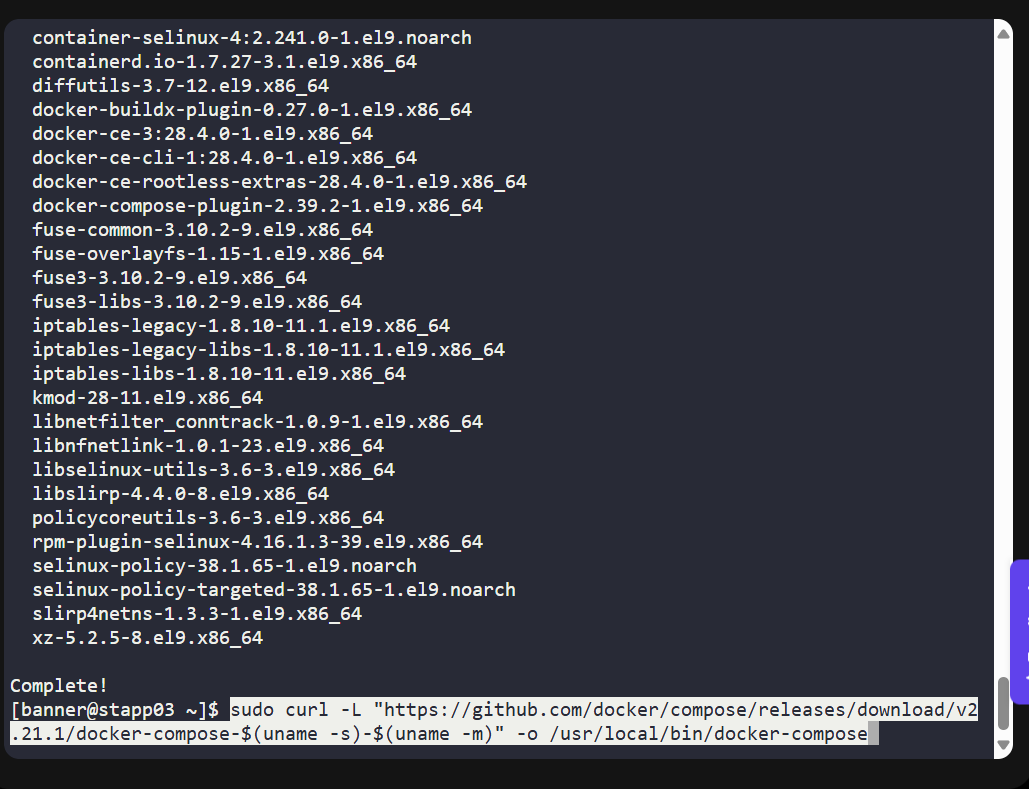 container-selinux-4:2.241.0-1.el9.noarch
containerd.io-1.7.27-3.1.el9.x86_64
diffutils-3.7-12.el9.x86_64
docker-buildx-plugin-0.27.0-1.el9.x86_64
docker-ce-3:28.4.0-1.el9.x86_64
docker-ce-cli-1:28.4.0-1.el9.x86_64
docker-ce-rootless-extras-28.4.0-1.el9.x86_64
docker-compose-plugin-2.39.2-1.el9.x86_64
fuse-common-3.10.2-9.el9.x86_64
fuse-overlayfs-1.15-1.el9.x86_64
fuse3-3.10.2-9.el9.x86_64
fuse3-libs-3.10.2-9.el9.x86_64
iptables-legacy-1.8.10-11.1.el9.x86_64
iptables-legacy-libs-1.8.10-11.1.el9.x86_64
iptables-libs-1.8.10-11.el9.x86_64
kmod-28-11.el9.x86_64
libnetfilter_conntrack-1.0.9-1.el9.x86_64
libnfnetlink-1.0.1-23.el9.x86_64
libselinux-utils-3.6-3.el9.x86_64
libslirp-4.4.0-8.el9.x86_64
policycoreutils-3.6-3.el9.x86_64
rpm-plugin-selinux-4.16.1.3-39.el9.x86_64
selinux-policy-38.1.65-1.el9.noarch
selinux-policy-targeted-38.1.65-1.el9.noarch
slirp4netns-1.3.3-1.el9.x86_64
xz-5.2.5-8.el9.x86_64
Complete!
[banner@stapp03 ~]$ sudo curl -L "https://github.com/docker/compose/releases/download/v2
.21.1/docker-compose-$(uname -s)-$(uname -m)" -o /usr/local/bin/docker-compose